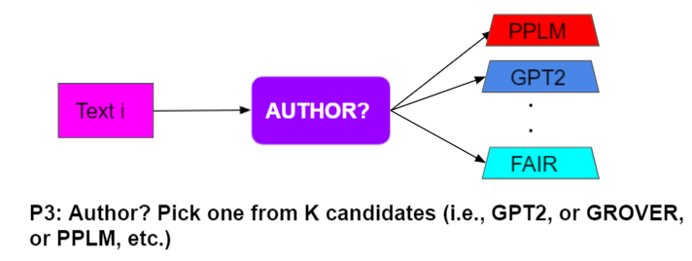 PPLM
Text i
AUTHOR?
GPT2
.
.
FAIR
P3: Author? Pick one from K candidates (i.e., GPT2, or GROVER,
or PPLM, etc.)